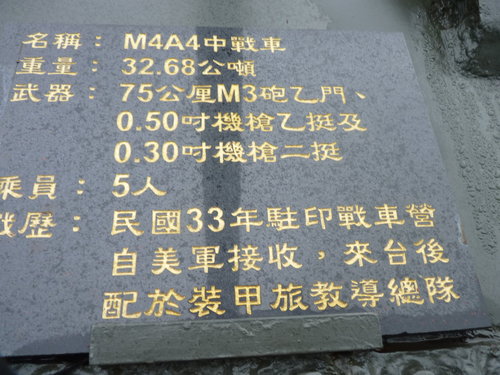 名稱：M4A4中戰車
重量：32.68公噸
武器：75公厘M3砲乙門、
0.50吋機槍乙挺及
0.30吋機槍二挺
乘員：5人
戰歷：民國33年駐印戰車營
自美軍接收，來台後
配於裝甲旅教導總隊